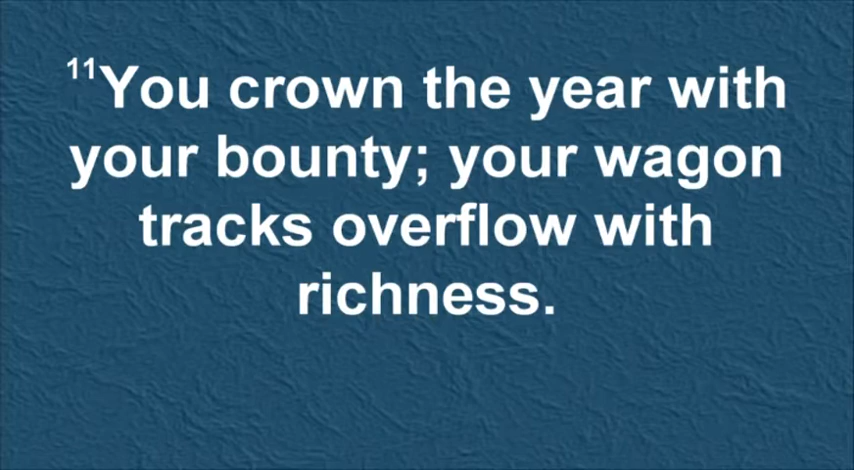 11You crown the year with
your bounty; your wagon
tracks overflow with
richness.